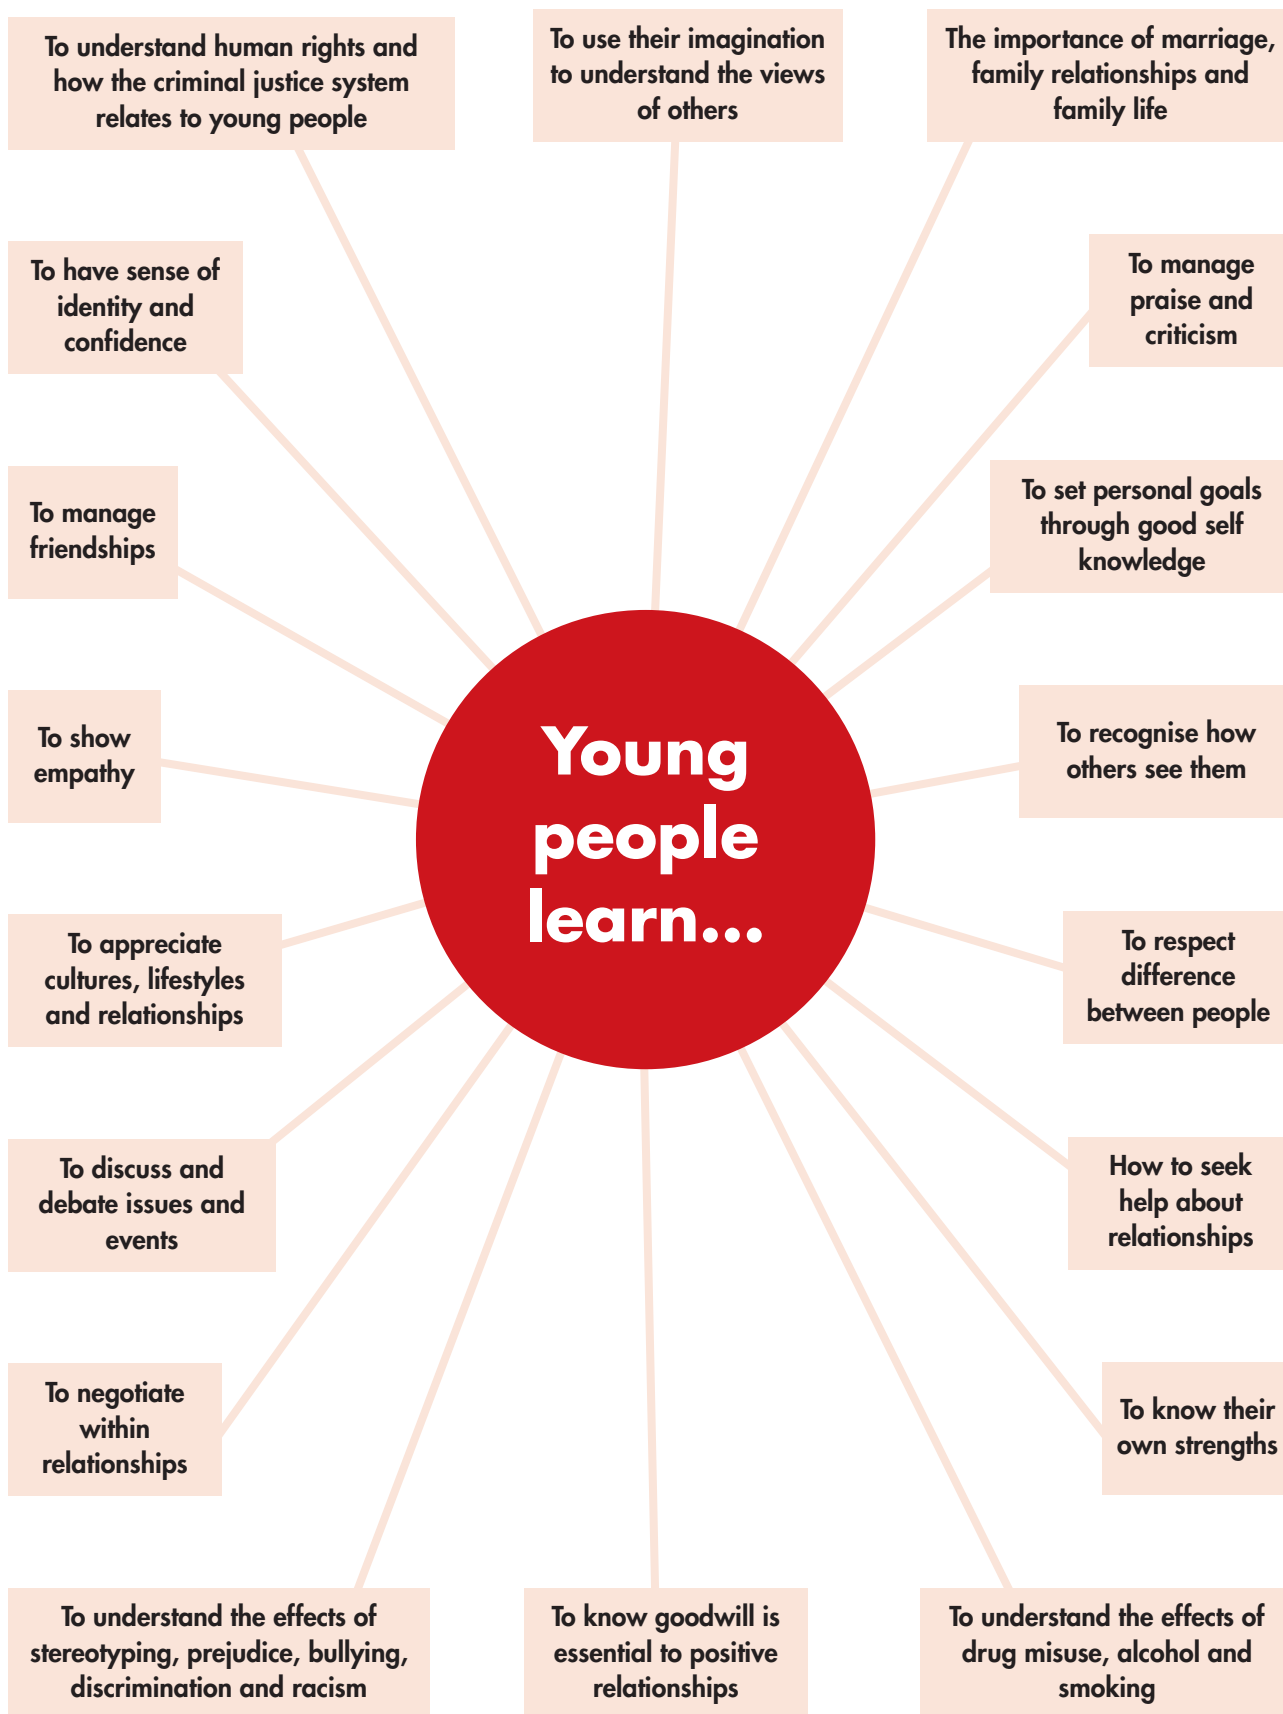 To understand human rights and
how the criminal justice system
relates to young people
To use their imagination
to understand the views
of others
The importance of marriage,
family relationships and
family life
To have sense of
identity and
confidence
To manage
praise and
criticism
To manage
friendships
To set personal goals
through good self
knowledge
To show
empathy
Young
people
learn...
To recognise how
others see them
To appreciate
cultures, lifestyles
and relationships
To respect
difference
between people
To discuss and
debate issues and
events
How to seek
help about
relationships
To negotiate
within
relationships
To know their
own strengths
To understand the effects of
stereotyping, prejudice, bullying,
discrimination and racism
To know goodwill is
essential to positive
relationships
To understand the effects of
drug misuse, alcohol and
smoking